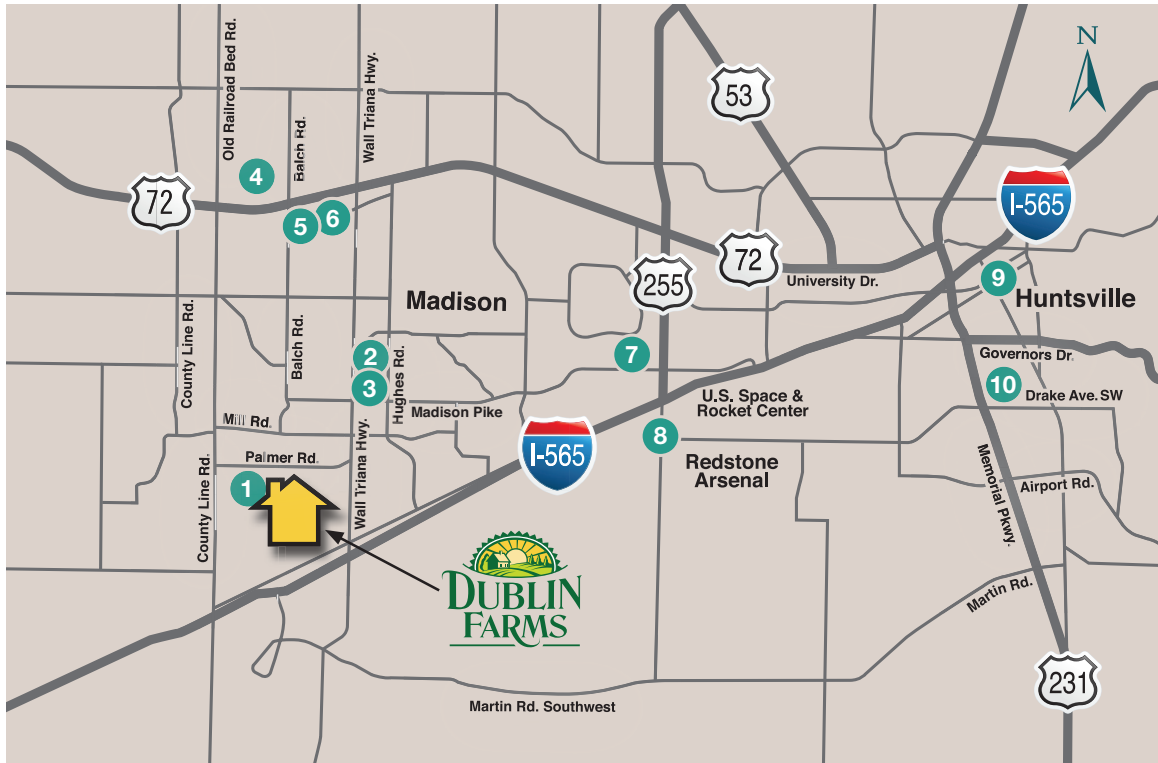 N
Old Railroad Bed Rd.
Balch Rd.
Wall Triana Hwy.
53
4
72
5
6
I-565
72
255
University Dr.
9
Huntsville
Madison
County Line Rd.
Balch Rd.
2
3
Hughes Rd.
7
Governors Dr.
10
Drake Ave. SW
U.S. Space &
Rocket Center
Madison Pike
Mill Rd.
Wall Triana Hwy.
I-565
8
Redstone
Arsenal
Palmer Rd.
County Line Rd.
1
Memorial Pkwy.
Airport Rd.
DUBLIN
FARMS
Martin Rd.
231
Martin Rd. Southwest